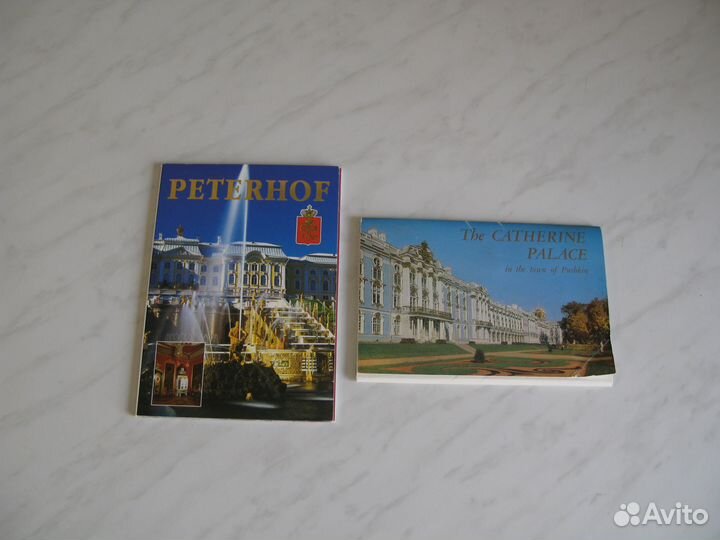 PETERHOF
The CATHERINE
PALACE
in the town of Pushkin
Avito